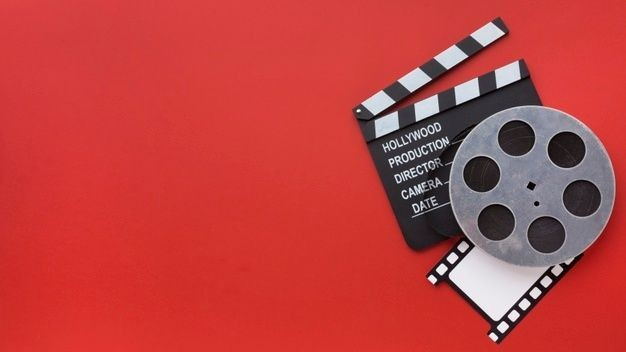 HOLLYWOOD
PRODUCTION
DIRECTOR
CAMERA
DATE